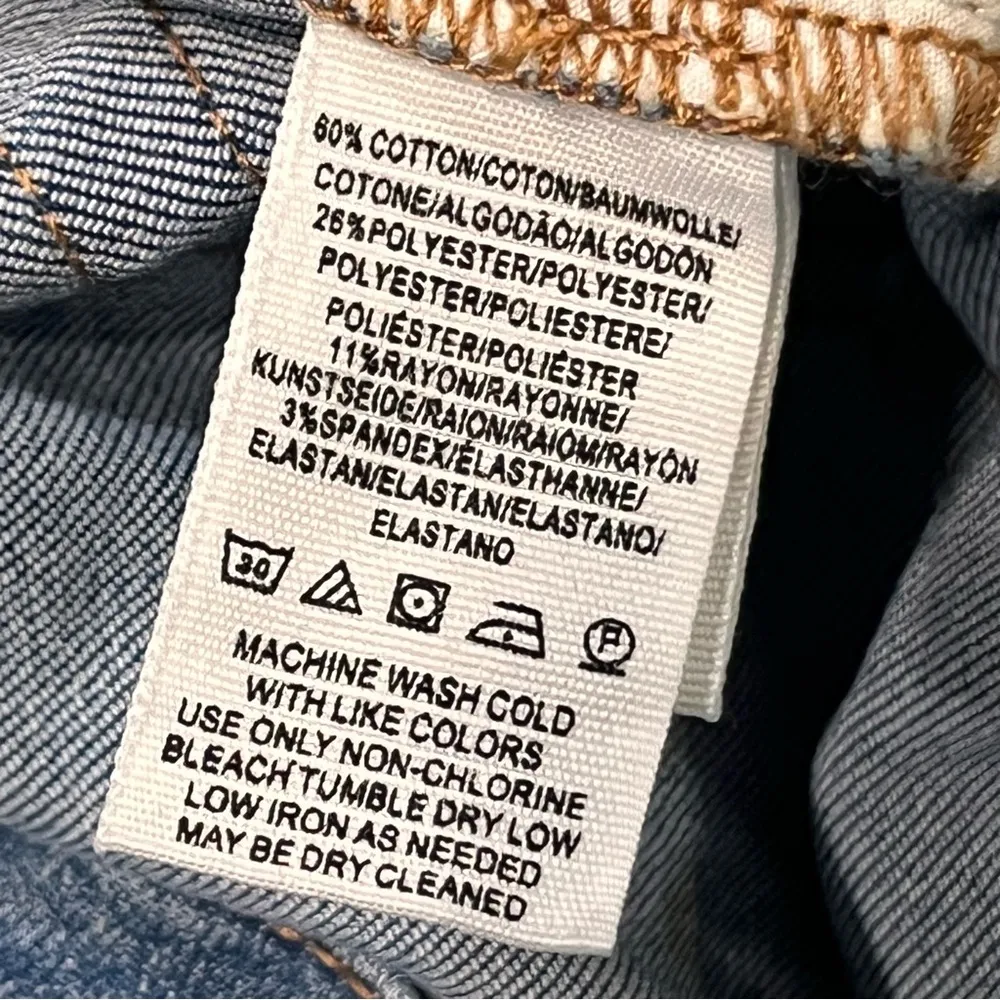 60% COTTON/COTON/BAUMWOLLE/
COTONE/ALGODÃO/ALGODÓN
26%POLYESTER/POLYESTER/
POLYESTER/POLIESTERE/
POLIÉSTER/POLIÉSTER
11%RAYON/RAYONNE/
KUNSTSEIDE/RAION/RAIOM/RAYÓN
3%SPANDEX/ÉLASTHANNE/
ELASTAN/ELASTAN/ELASTANO/
ELASTANO
30 P
MACHINE WASH COLD
WITH LIKE COLORS
USE ONLY NON-CHLORINE
BLEACH TUMBLE DRY LOW
LOW IRON AS NEEDED
MAY BE DRY CLEANED